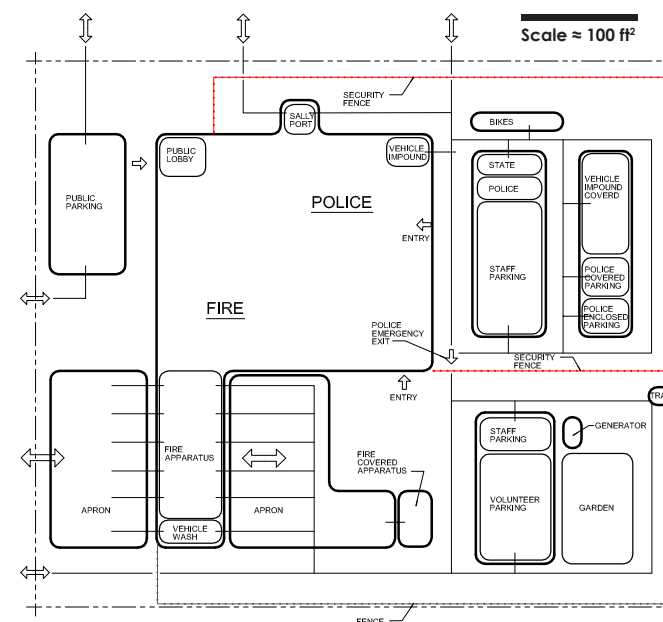 Scale ≈ 100 ft²
SECURITY
FENCE
BIKES
SALLY
PORT
PUBLIC
LOBBY
VEHICLE
IMPOUND
STATE
POLICE
VEHICLE
IMPOUND
COVERD
PUBLIC
PARKING
POLICE
ENTRY
STAFF
PARKING
POLICE
COVERED
PARKING
POLICE
ENCLOSED
PARKING
FIRE
POLICE
EMERGENCY
EXIT
SECURITY
FENCE
ENTRY
TRA
STAFF
PARKING
GENERATOR
FIRE
APPARATUS
FIRE
COVERED
APPARATUS
APRON
APRON
VOLUNTEER
PARKING
GARDEN
VEHICLE
WASH
FENCE